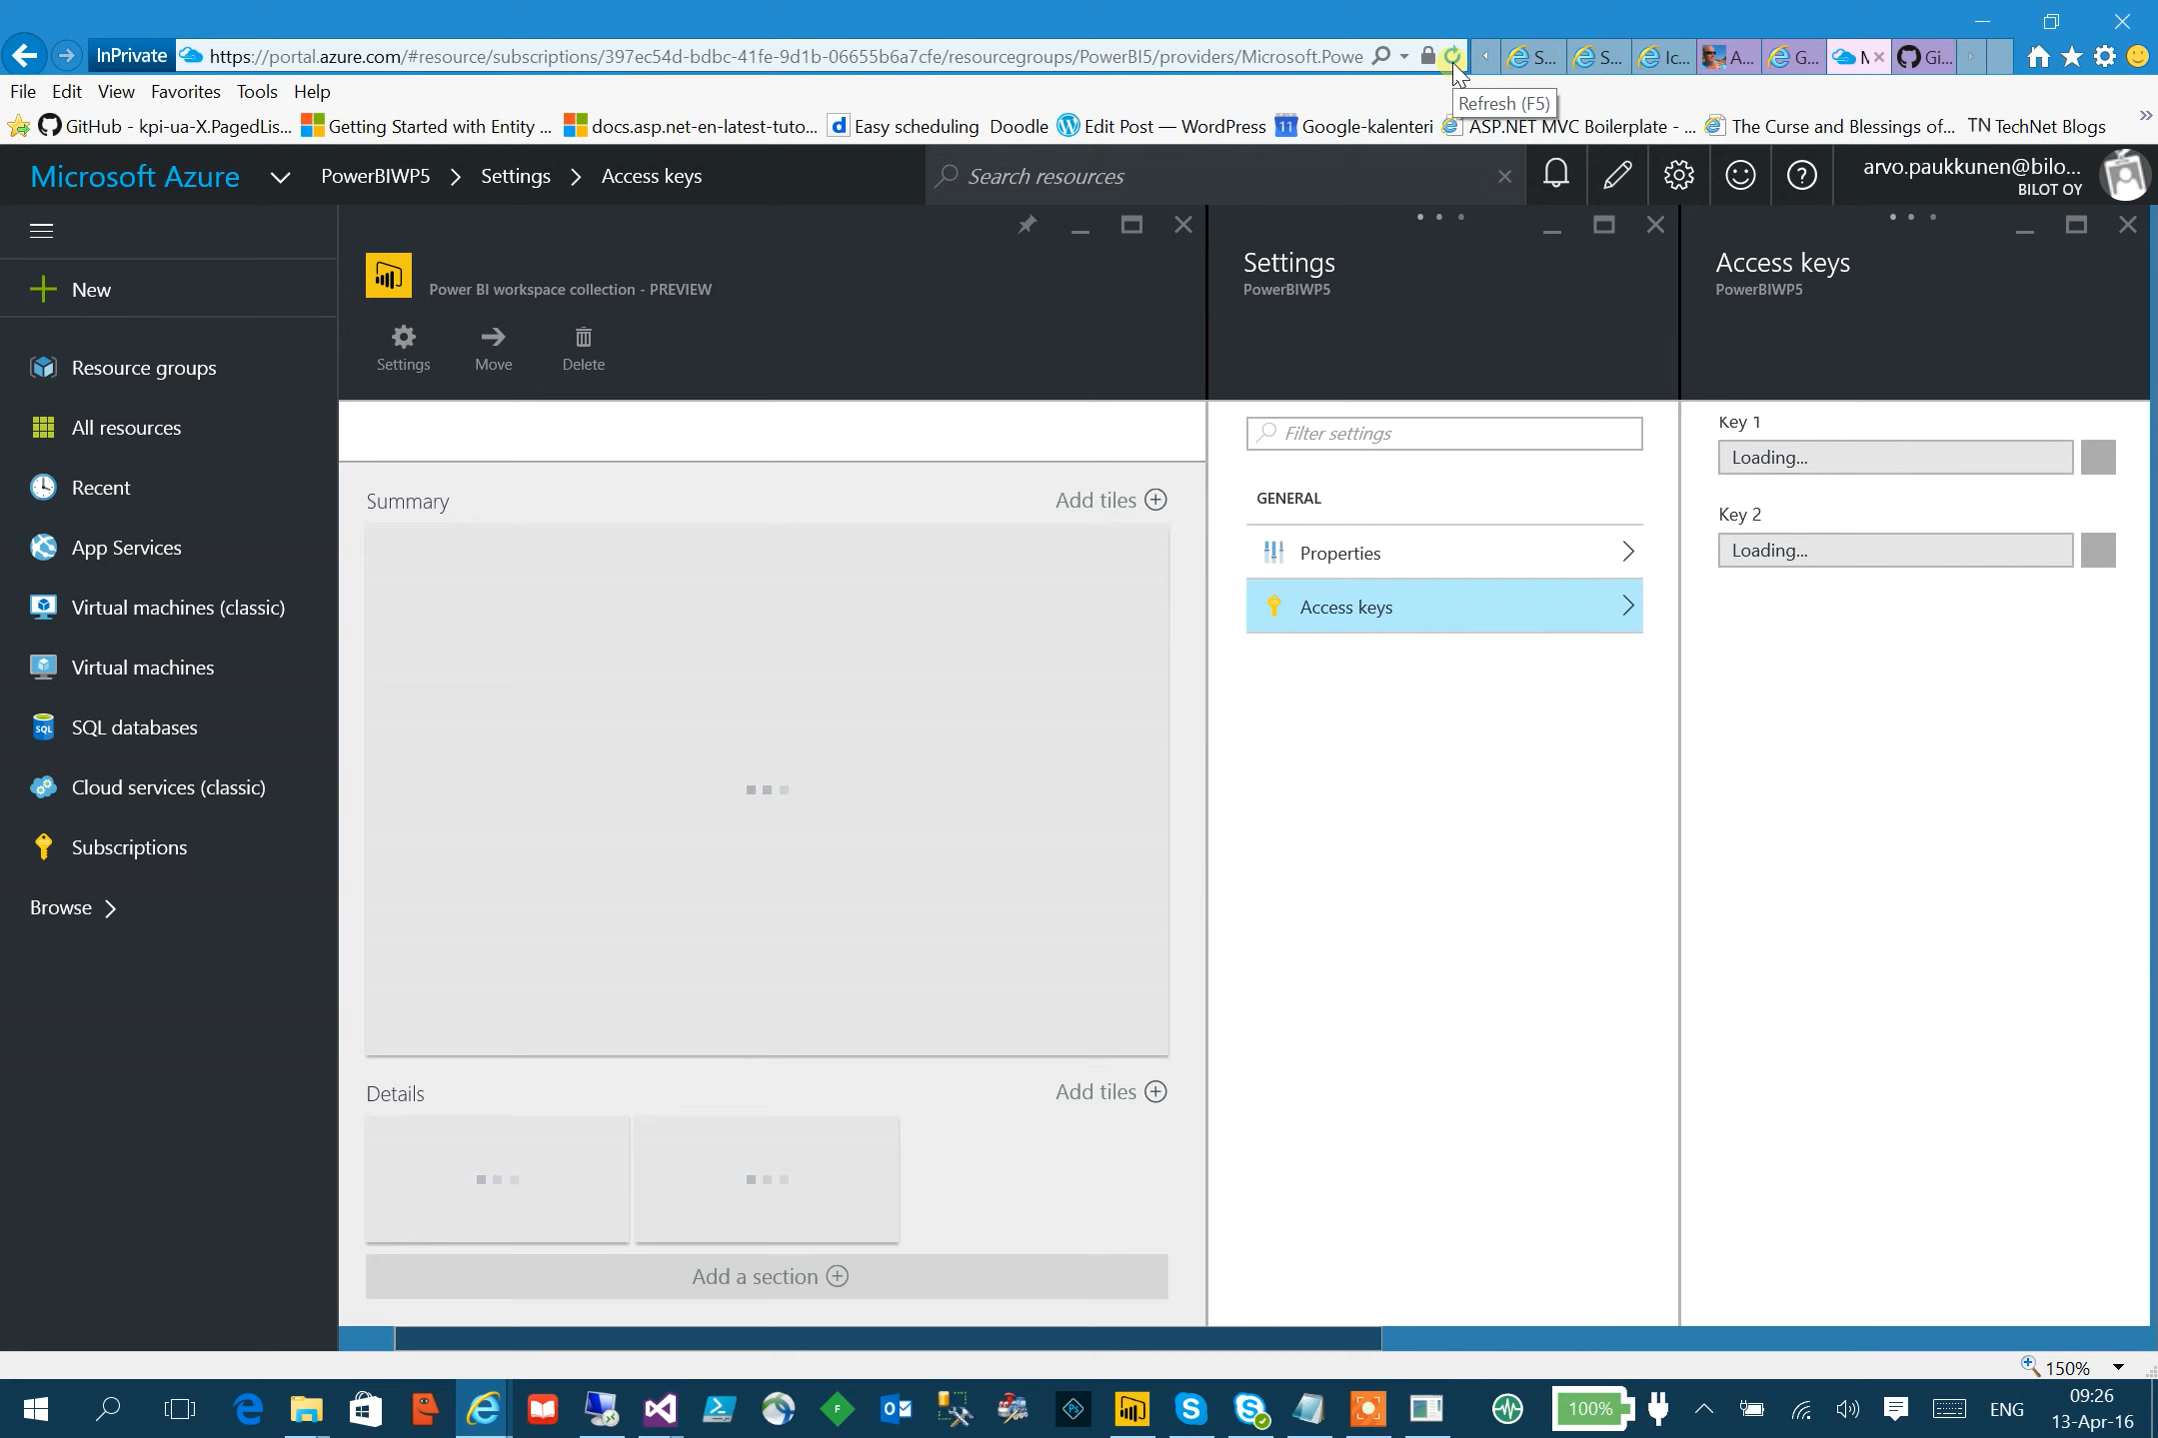 InPrivate
https://portal.azure.com/#resource/subscriptions/397ec54d-bdbc-41fe-9d1b-06655b6a7cfe/resourcegroups/PowerBI5/providers/Microsoft.Powe
S...
S...
Ic...
A...
G...
Gi...
File Edit View Favorites Tools Help
Refresh (F5)
GitHub - kpi-ua-X.PagedLis...
Getting Started with Entity ...
docs.asp.net-en-latest-tuto...
Easy scheduling Doodle
Edit Post — WordPress
Google-kalenteri
ASP.NET MVC Boilerplate - ...
The Curse and Blessings of...
TN TechNet Blogs
Microsoft Azure
PowerBIWP5 > Settings > Access keys
Search resources
arvo.paukkunen@bilo...
BILOT OY
New
Resource groups
All resources
Recent
App Services
Virtual machines (classic)
Virtual machines
SQL databases
Cloud services (classic)
Subscriptions
Browse >
Power BI workspace collection - PREVIEW
Settings
Move
Delete
Summary
Add tiles
Details
Add tiles
Add a section
Settings
PowerBIWP5
Filter settings
GENERAL
Properties
Access keys
Access keys
PowerBIWP5
Key 1
Loading...
Key 2
Loading...
150%
100%
ENG
09:26
13-Apr-16